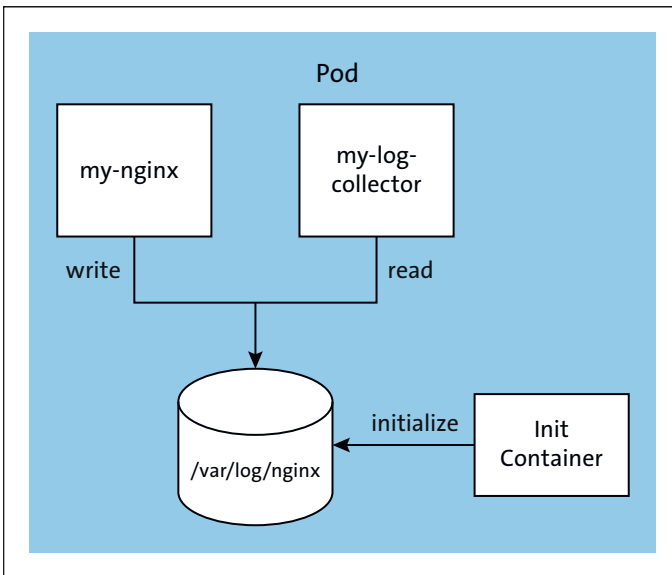 Pod
my-nginx
my-log-
collector
write
read
initialize
Init
Container
/var/log/nginx